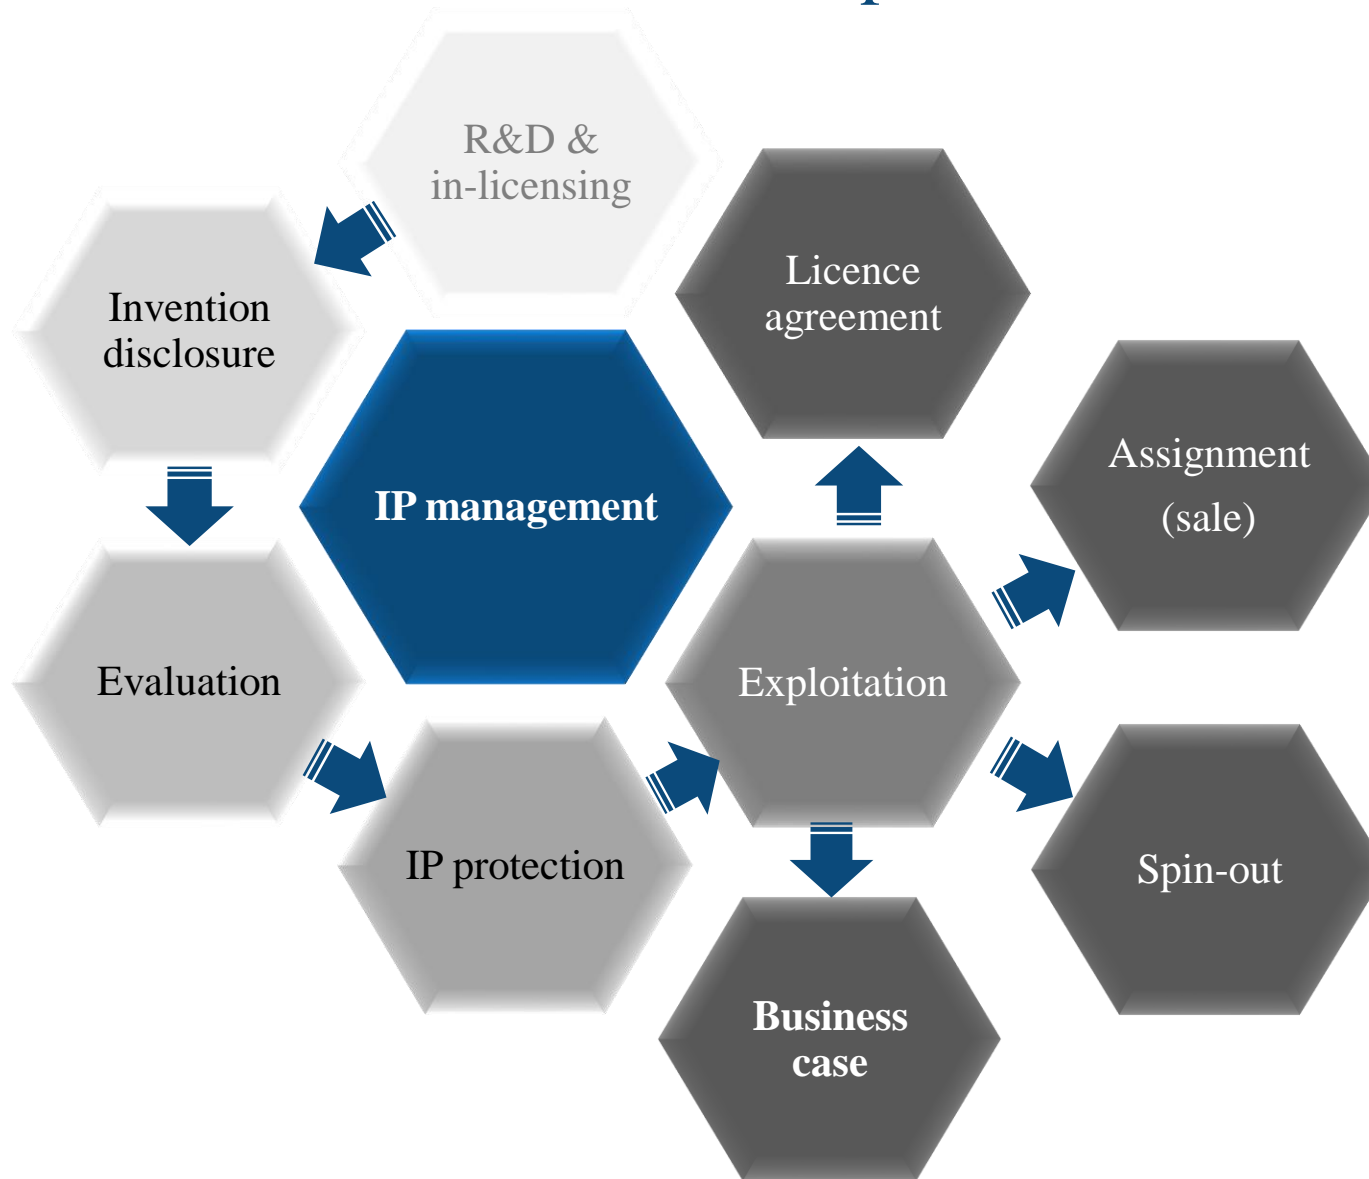 R&D &
in-licensing
Invention
disclosure
Licence
agreement
IP management
Assignment
(sale)
Evaluation
Exploitation
IP protection
Spin-out
Business
case